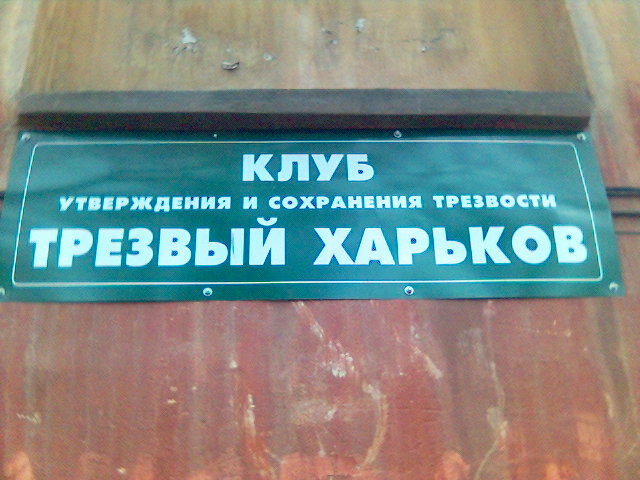 КЛУБ
УТВЕРЖДЕНИЯ И СОХРАНЕНИЯ ТРЕЗВОСТИ
ТРЕЗВЫЙ ХАРЬКОВ